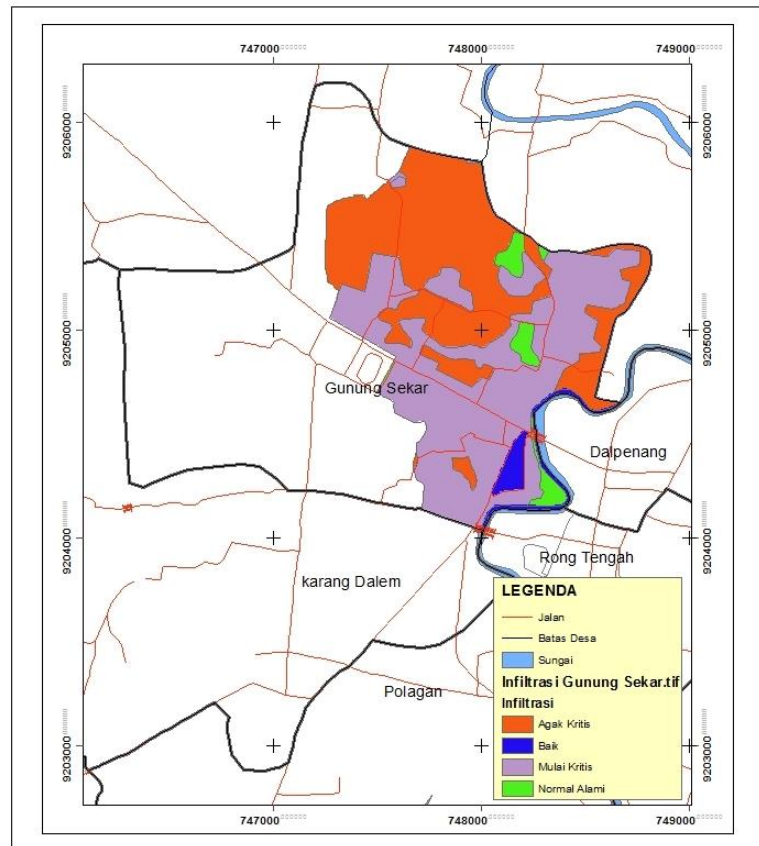 747000 748000 749000
9206000 9206000
9205000 9205000
Gunung Sekar
Dalpenang
9204000 9204000
Rong Tengah
karang Dalem
LEGENDA
Jalan
Batas Desa
Polagan
Sungai
Infiltrasi Gunung Sekar.tif
Infiltrasi
Agak Kritis
9203000 9203000
Baik
Mulai Kritis
Normal Alami
747000 748000 749000